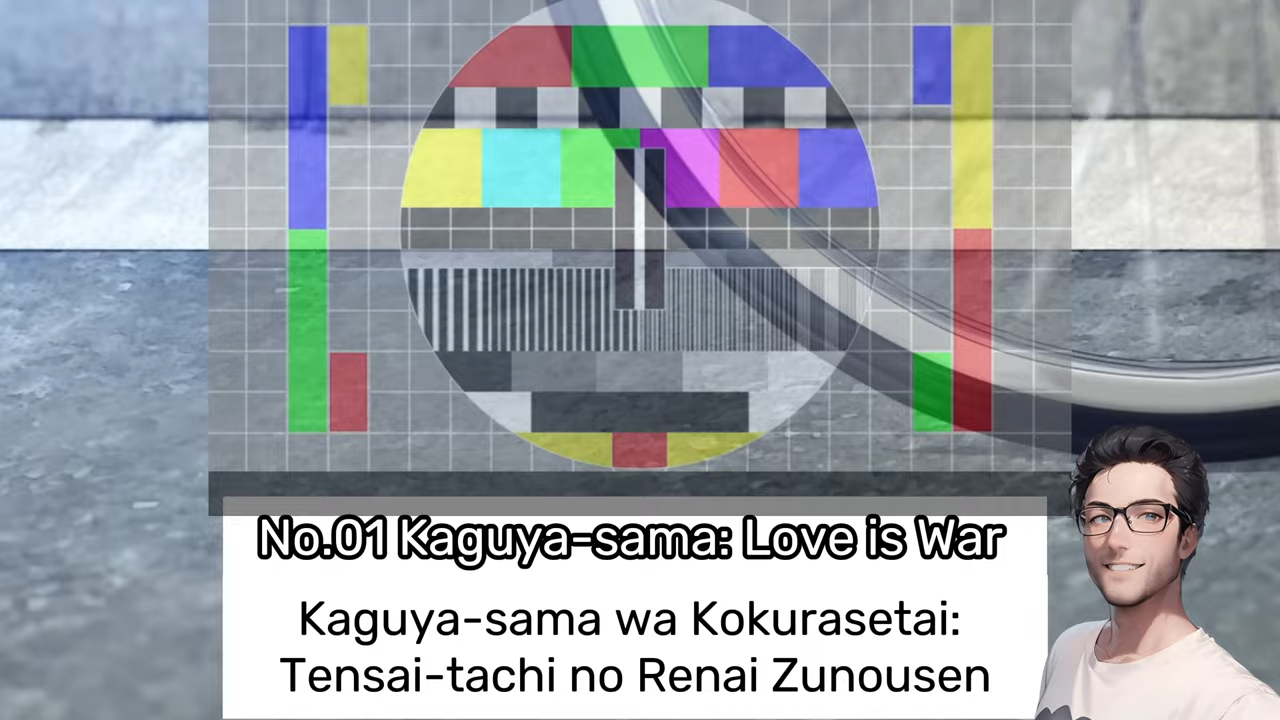 No.01 Kaguya-sama: Love is War
Kaguya-sama wa Kokurasetai:
Tensai-tachi no Renai Zunousen